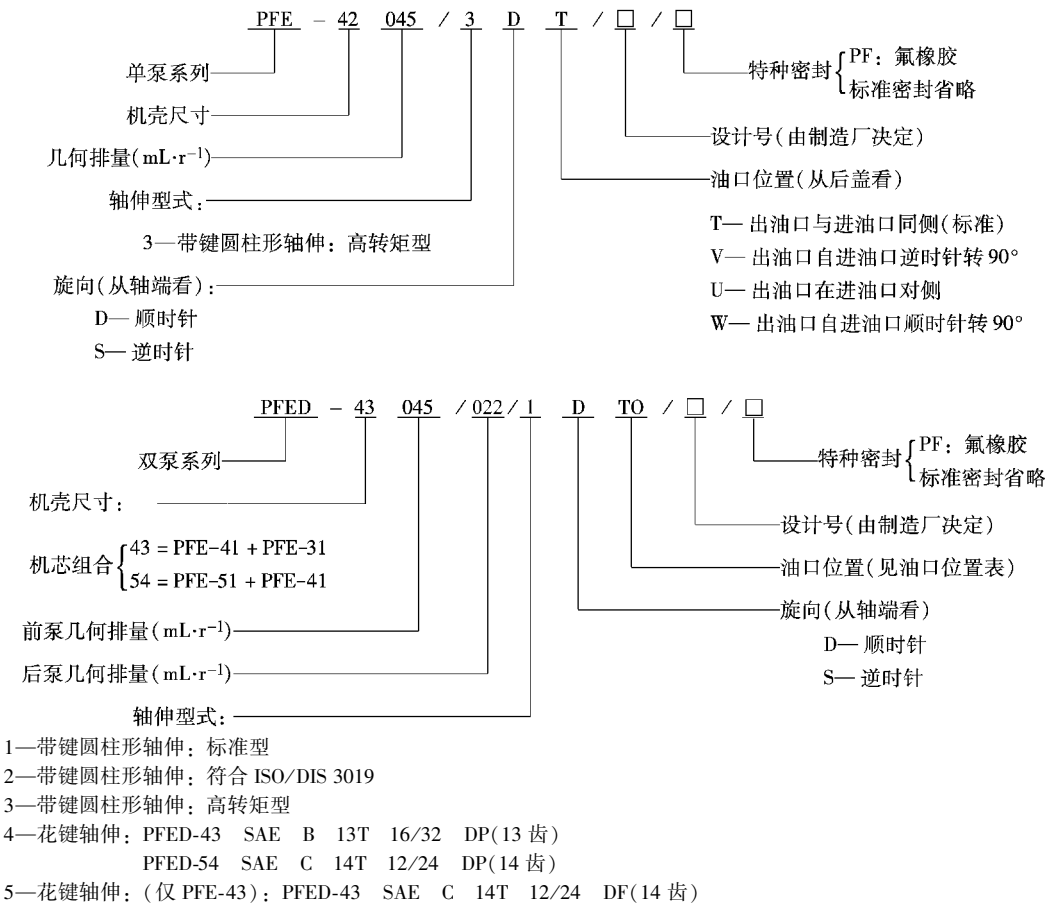 PFE - 42 045 / 3 D T / □ / □
单泵系列
机壳尺寸
几何排量(mL·r⁻¹)
轴伸型式：
3—带键圆柱形轴伸：高转矩型
旋向(从轴端看)：
D— 顺时针
S— 逆时针
特种密封{PF：氟橡胶
标准密封省略
设计号(由制造厂决定)
油口位置(从后盖看)
T— 出油口与进油口同侧(标准)
V— 出油口自进油口逆时针转 90°
U— 出油口在进油口对侧
W— 出油口自进油口顺时针转 90°
PFED - 43 045 / 022 / 1 D TO / □ / □
双泵系列
机壳尺寸：
机芯组合{43 = PFE-41 + PFE-31
54 = PFE-51 + PFE-41
前泵几何排量(mL·r⁻¹)
后泵几何排量(mL·r⁻¹)
轴伸型式：
特种密封{PF：氟橡胶
标准密封省略
设计号(由制造厂决定)
油口位置(见油口位置表)
旋向(从轴端看)
D— 顺时针
S— 逆时针
1—带键圆柱形轴伸：标准型
2—带键圆柱形轴伸：符合 ISO/DIS 3019
3—带键圆柱形轴伸：高转矩型
4—花键轴伸：PFED-43 SAE B 13T 16/32 DP(13 齿)
PFED-54 SAE C 14T 12/24 DP(14 齿)
5—花键轴伸：(仅 PFE-43)：PFED-43 SAE C 14T 12/24 DF(14 齿)